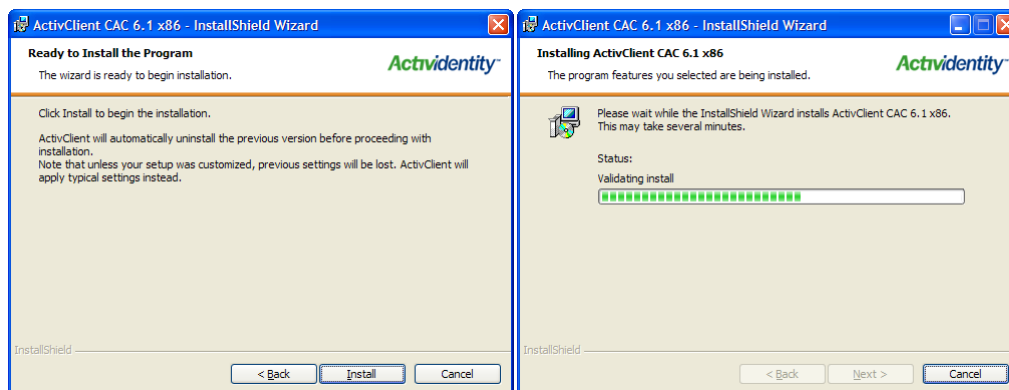 ActivClient CAC 6.1 x86 - InstallShield Wizard
Ready to Install the Program
The wizard is ready to begin installation.
ActivIdentity™
Click Install to begin the installation.
ActivClient will automatically uninstall the previous version before proceeding with
installation.
Note that unless your setup was customized, previous settings will be lost. ActivClient will
apply typical settings instead.
InstallShield
< Back
Install
Cancel
ActivClient CAC 6.1 x86 - InstallShield Wizard
Installing ActivClient CAC 6.1 x86
The program features you selected are being installed.
ActivIdentity™
Please wait while the InstallShield Wizard installs ActivClient CAC 6.1 x86.
This may take several minutes.
Status:
Validating install
InstallShield
< Back
Next >
Cancel